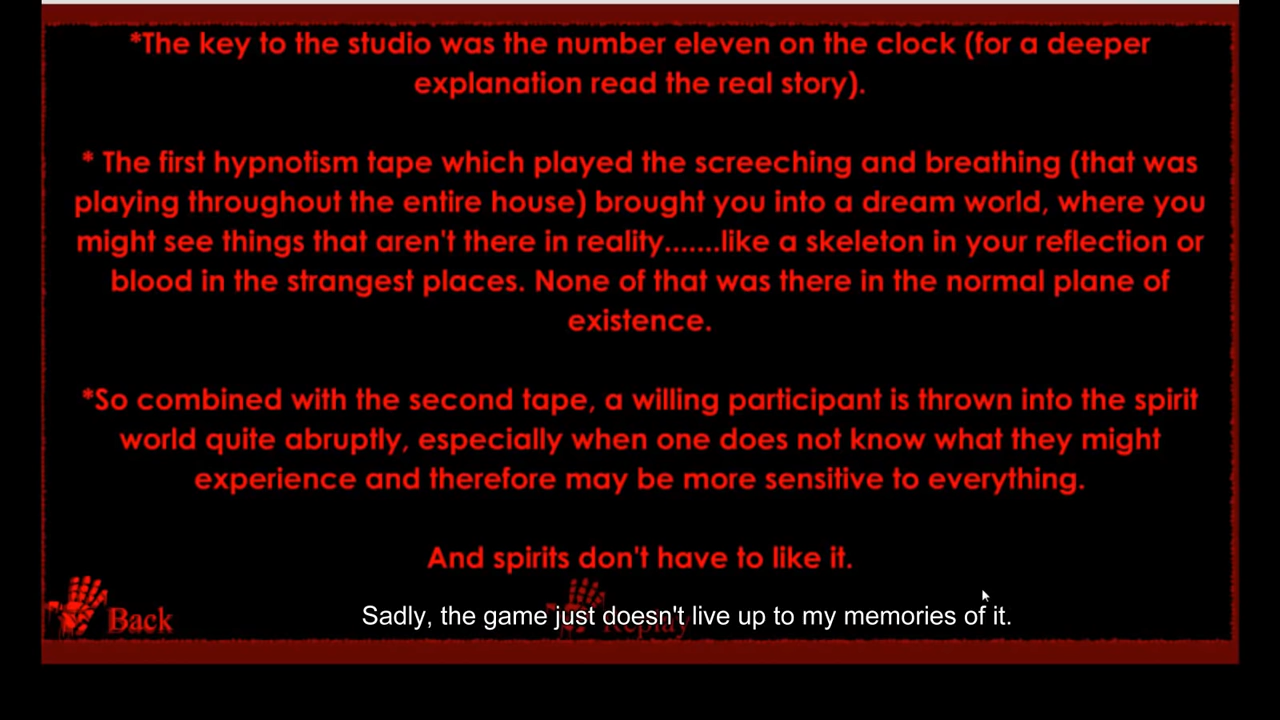 *The key to the studio was the number eleven on the clock (for a deeper
explanation read the real story).
* The first hypnotism tape which played the screeching and breathing (that was
playing throughout the entire house) brought you into a dream world, where you
might see things that aren't there in reality.......like a skeleton in your reflection or
blood in the strangest places. None of that was there in the normal plane of
existence.
*So combined with the second tape, a willing participant is thrown into the spirit
world quite abruptly, especially when one does not know what they might
experience and therefore may be more sensitive to everything.
And spirits don't have to like it.
Back
Replay
Sadly, the game just doesn't live up to my memories of it.